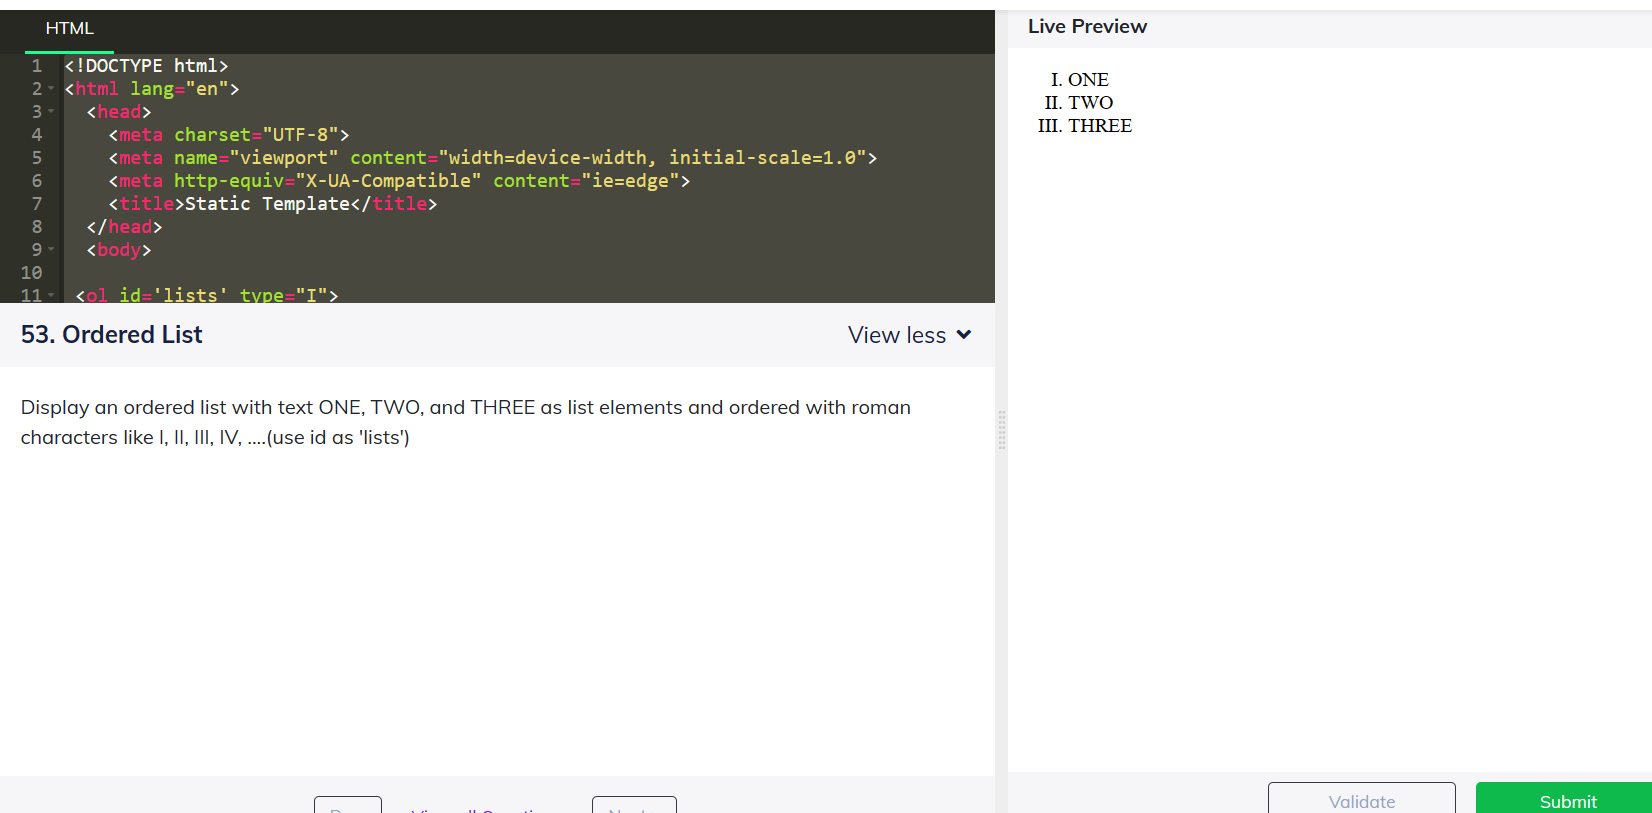 HTML
1 <!DOCTYPE html>
2 <html lang="en">
3 <head>
4 <meta charset="UTF-8">
5 <meta name="viewport" content="width=device-width, initial-scale=1.0">
6 <meta http-equiv="X-UA-Compatible" content="ie=edge">
7 <title>Static Template</title>
8 </head>
9 <body>
10
11 <ol id='lists' type="I">
53. Ordered List
View less
Display an ordered list with text ONE, TWO, and THREE as list elements and ordered with roman
characters like I, II, III, IV, ....(use id as 'lists')
Live Preview
I. ONE
II. TWO
III. THREE
Validate
Submit